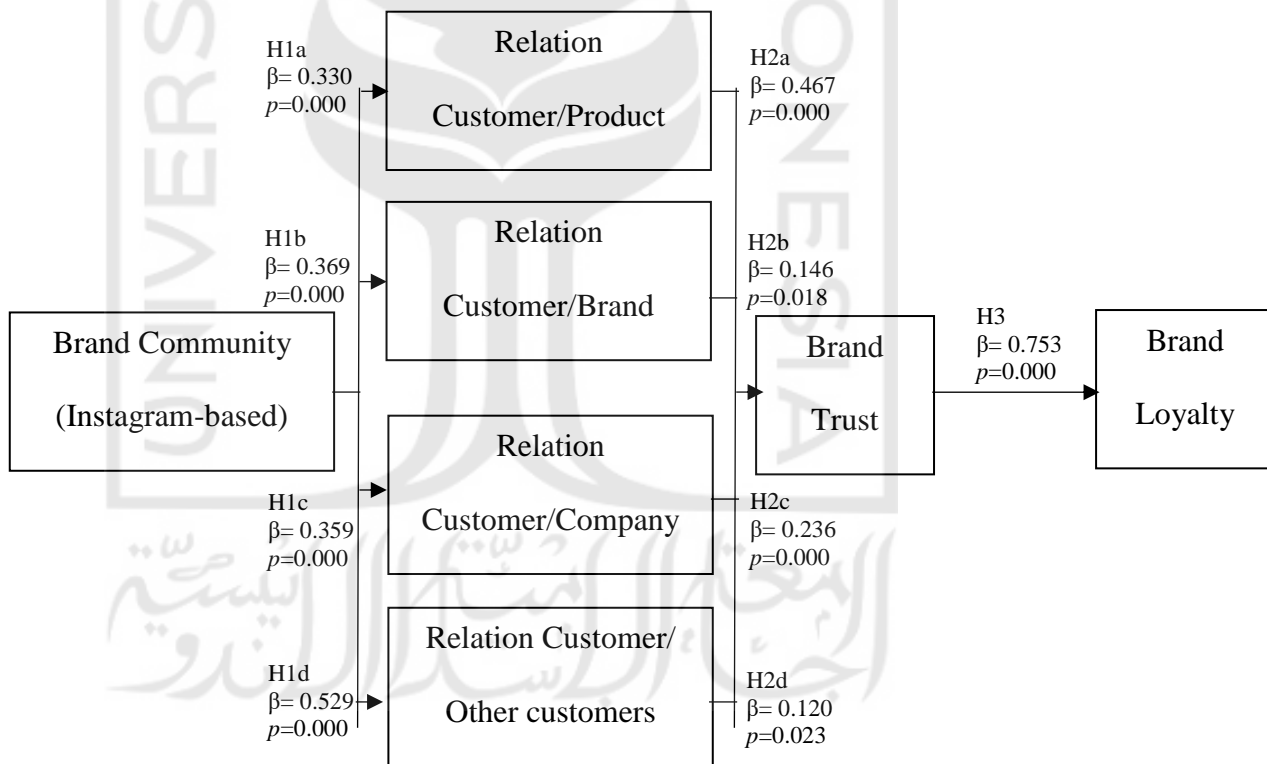 H1a
β= 0.330
p=0.000
Relation
Customer/Product
H2a
β= 0.467
p=0.000
H1b
β= 0.369
p=0.000
Relation
Customer/Brand
H2b
β= 0.146
p=0.018
Brand Community
(Instagram-based)
Brand
Trust
H3
β= 0.753
p=0.000
Brand
Loyalty
H1c
β= 0.359
p=0.000
Relation
Customer/Company
H2c
β= 0.236
p=0.000
H1d
β= 0.529
p=0.000
Relation Customer/
Other customers
H2d
β= 0.120
p=0.023
UNIVERS
ONESIA